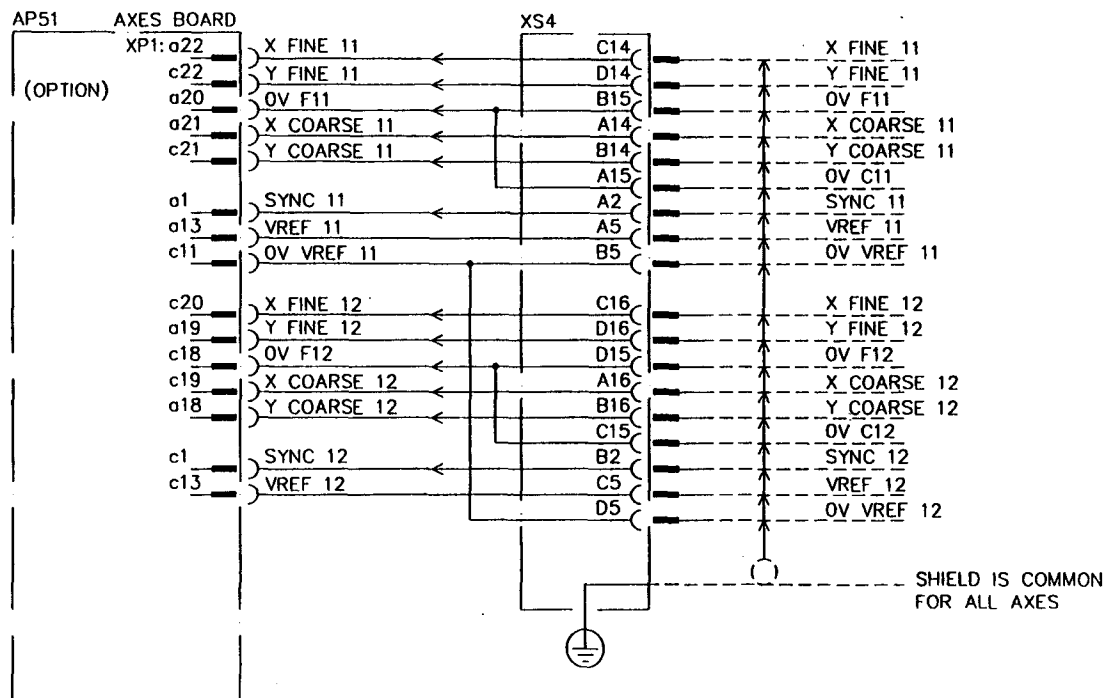 AP51 AXES BOARD XS4
XP1: a22 X FINE 11 C14 X FINE 11
(OPTION)
c22 Y FINE 11 D14 Y FINE 11
a20 0V F11 B15 0V F11
a21 X COARSE 11 A14 X COARSE 11
c21 Y COARSE 11 B14 Y COARSE 11
A15 0V C11
a1 SYNC 11 A2 SYNC 11
a13 VREF 11 A5 VREF 11
c11 0V VREF 11 B5 0V VREF 11
c20 X FINE 12 C16 X FINE 12
a19 Y FINE 12 D16 Y FINE 12
c18 0V F12 D15 0V F12
c19 X COARSE 12 A16 X COARSE 12
a18 Y COARSE 12 B16 Y COARSE 12
C15 0V C12
c1 SYNC 12 B2 SYNC 12
c13 VREF 12 C5 VREF 12
D5 0V VREF 12
SHIELD IS COMMON
FOR ALL AXES